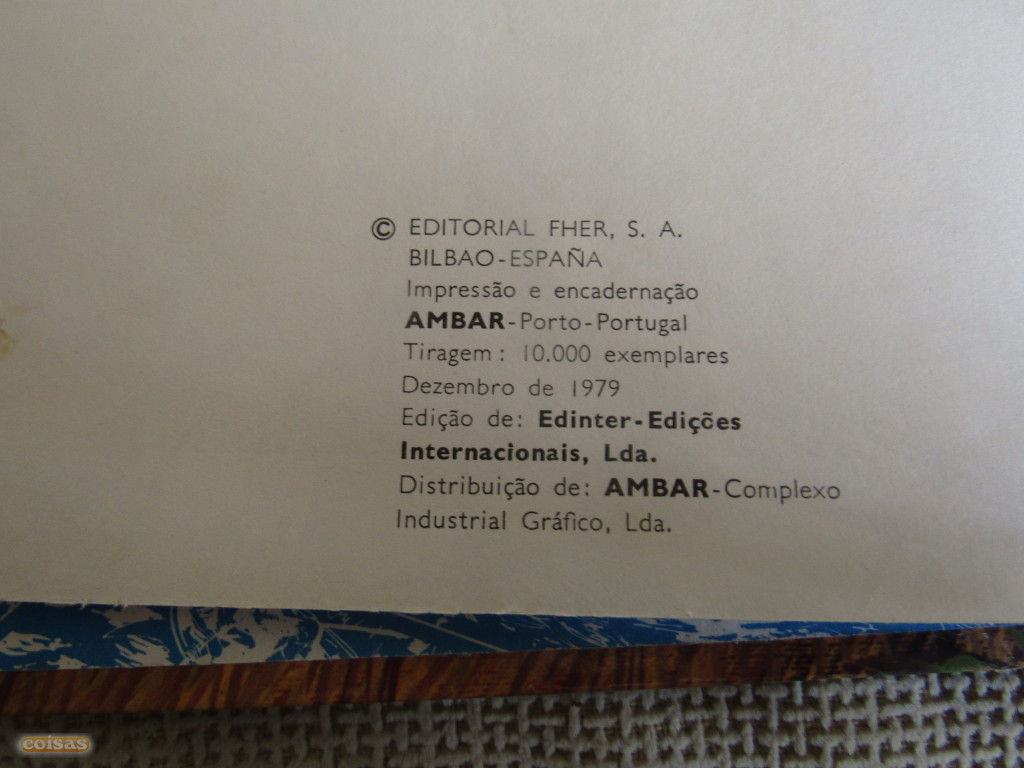 © EDITORIAL FHER, S. A.
BILBAO-ESPAÑA
Impressão e encadernação
AMBAR-Porto-Portugal
Tiragem: 10.000 exemplares
Dezembro de 1979
Edição de: Edinter-Edições
Internacionais, Lda.
Distribuição de: AMBAR-Complexo
Industrial Gráfico, Lda.
coisas